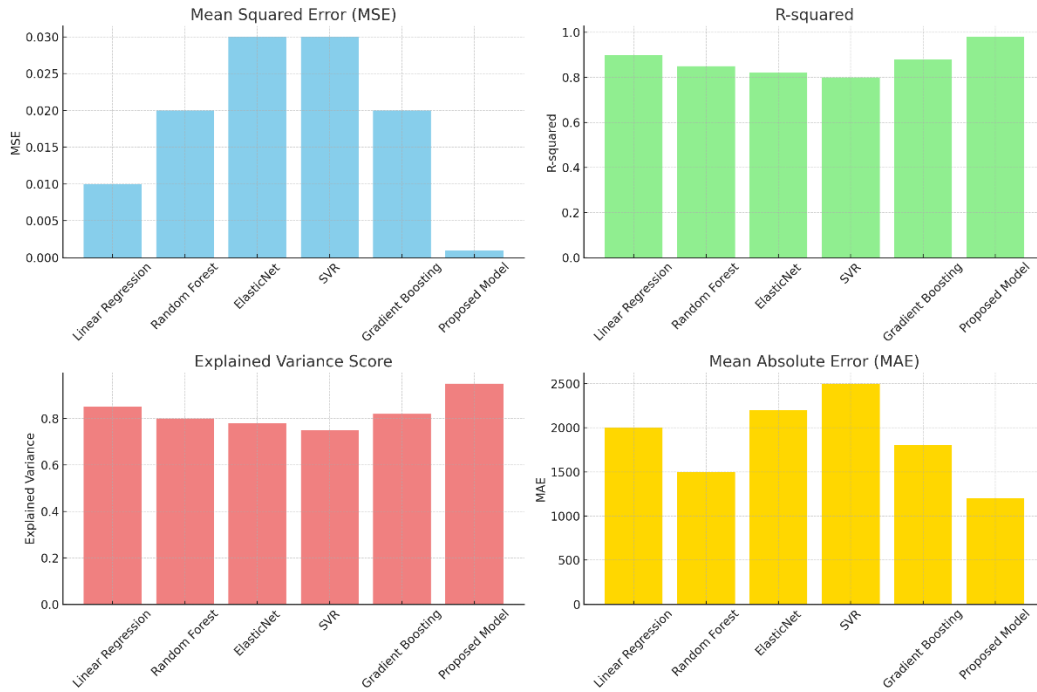 Mean Squared Error (MSE)
MSE
0.030
0.025
0.020
0.015
0.010
0.005
0.000
Linear Regression
Random Forest
ElasticNet
SVR
Gradient Boosting
Proposed Model
R-squared
R-squared
1.0
0.8
0.6
0.4
0.2
0.0
Linear Regression
Random Forest
ElasticNet
SVR
Gradient Boosting
Proposed Model
Explained Variance Score
Explained Variance
0.8
0.6
0.4
0.2
0.0
Linear Regression
Random Forest
ElasticNet
SVR
Gradient Boosting
Proposed Model
Mean Absolute Error (MAE)
MAE
2500
2000
1500
1000
500
0
Linear Regression
Random Forest
ElasticNet
SVR
Gradient Boosting
Proposed Model